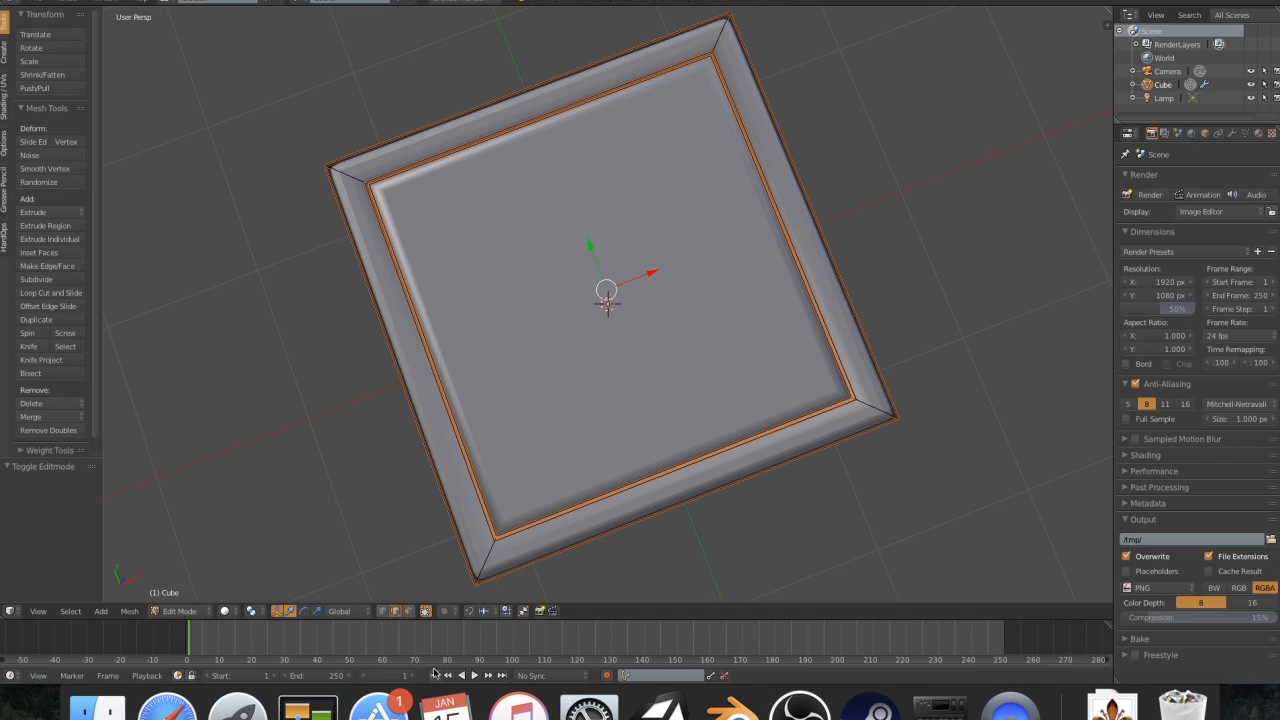 Transform
Translate
Rotate
Scale
Shrink/Fatten
Push/Pull
Mesh Tools
Deform:
Slide Ed Vertex
Noise
Smooth Vertex
Randomize
Add:
Extrude
Extrude Region
Extrude Individual
Inset Faces
Make Edge/Face
Subdivide
Loop Cut and Slide
Offset Edge Slide
Duplicate
Spin Screw
Knife Select
Knife Project
Bisect
Remove:
Delete
Merge
Remove Doubles
Weight Tools
Toggle Editmode
Tools
Create
Shading / UVs
Options
Grease Pencil
HardOps
User Persp
(1) Cube
View Select Add Mesh Edit Mode Global
-50 -40 -30 -20 -10 0 10 20 30 40 50 60 70 80 90 100 110 120 130 140 150 160 170 180 190 200 210 220 230 240 250 260 270 280
View Marker Frame Playback Start: 1 End: 250 1 No Sync
View Search All Scenes
Scene
RenderLayers
World
Camera
Cube
Lamp
Scene
Render
Render Animation Audio
Display: Image Editor
Dimensions
Render Presets
Resolution: Frame Range:
X: 1920 px Start Frame: 1
Y: 1080 px End Frame: 250
50% Frame Step: 1
Aspect Ratio: Frame Rate:
X: 1.000 24 fps
Y: 1.000 Time Remapping:
Bord Crop :100 :100
Anti-Aliasing
5 8 11 16 Mitchell-Netravali
Full Sample Size: 1.000 px
Sampled Motion Blur
Shading
Performance
Post Processing
Metadata
Output
/tmp/
Overwrite File Extensions
Placeholders Cache Result
PNG BW RGB RGBA
Color Depth: 8 16
Compression: 15%
Bake
Freestyle
1
JAN